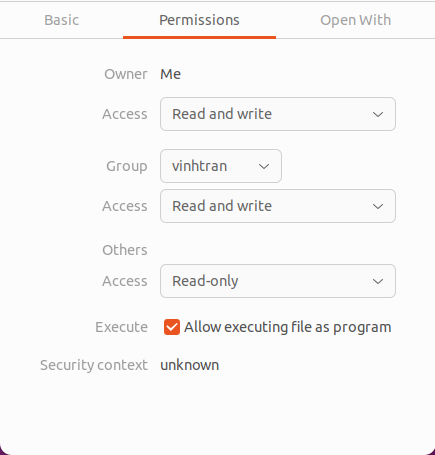 Basic Permissions Open With
Owner Me
Access Read and write
Group vinhtran
Access Read and write
Others
Access Read-only
Execute Allow executing file as program
Security context unknown